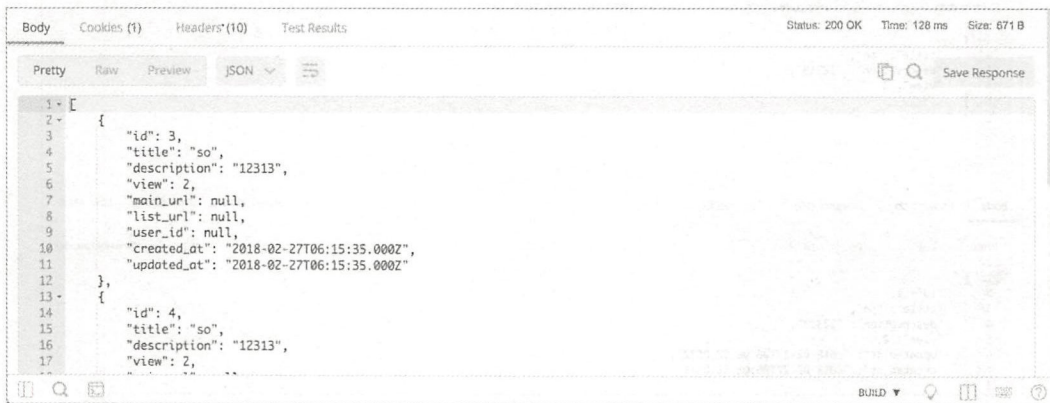 Body Cookies (1) Headers (10) Test Results Status: 200 OK Time: 128 ms Size: 671 B
Pretty Raw Preview JSON Save Response
1 [
2 {
3 "id": 3,
4 "title": "so",
5 "description": "12313",
6 "view": 2,
7 "main_url": null,
8 "list_url": null,
9 "user_id": null,
10 "created_at": "2018-02-27T06:15:35.000Z",
11 "updated_at": "2018-02-27T06:15:35.000Z"
12 },
13 {
14 "id": 4,
15 "title": "so",
16 "description": "12313",
17 "view": 2,
BUILD